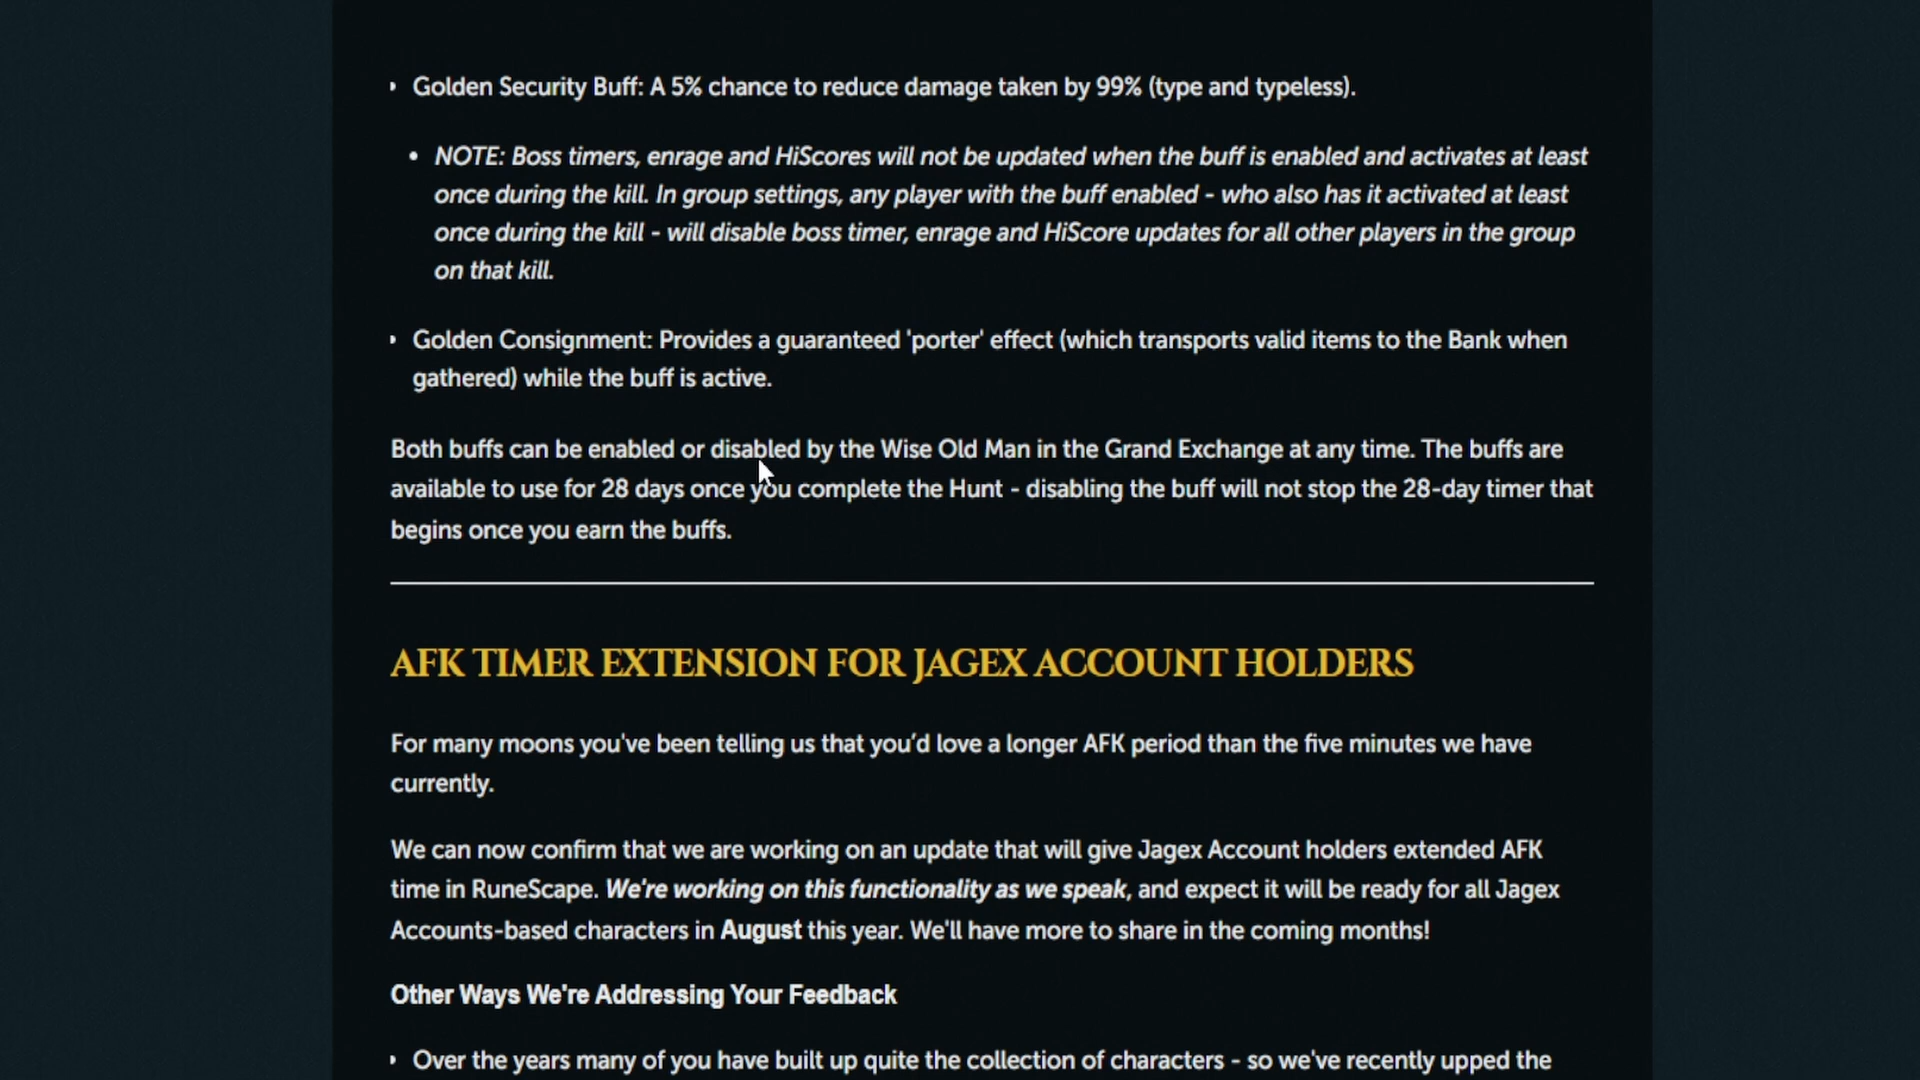 Golden Security Buff: A 5% chance to reduce damage taken by 99% (type and typeless).
NOTE: Boss timers, enrage and HiScores will not be updated when the buff is enabled and activates at least
once during the kill. In group settings, any player with the buff enabled - who also has it activated at least
once during the kill - will disable boss timer, enrage and HiScore updates for all other players in the group
on that kill.
Golden Consignment: Provides a guaranteed 'porter' effect (which transports valid items to the Bank when
gathered) while the buff is active.
Both buffs can be enabled or disabled by the Wise Old Man in the Grand Exchange at any time. The buffs are
available to use for 28 days once you complete the Hunt - disabling the buff will not stop the 28-day timer that
begins once you earn the buffs.
AFK TIMER EXTENSION FOR JAGEX ACCOUNT HOLDERS
For many moons you've been telling us that you’d love a longer AFK period than the five minutes we have
currently.
We can now confirm that we are working on an update that will give Jagex Account holders extended AFK
time in RuneScape. We're working on this functionality as we speak, and expect it will be ready for all Jagex
Accounts-based characters in August this year. We'll have more to share in the coming months!
Other Ways We're Addressing Your Feedback
Over the years many of you have built up quite the collection of characters - so we've recently upped the